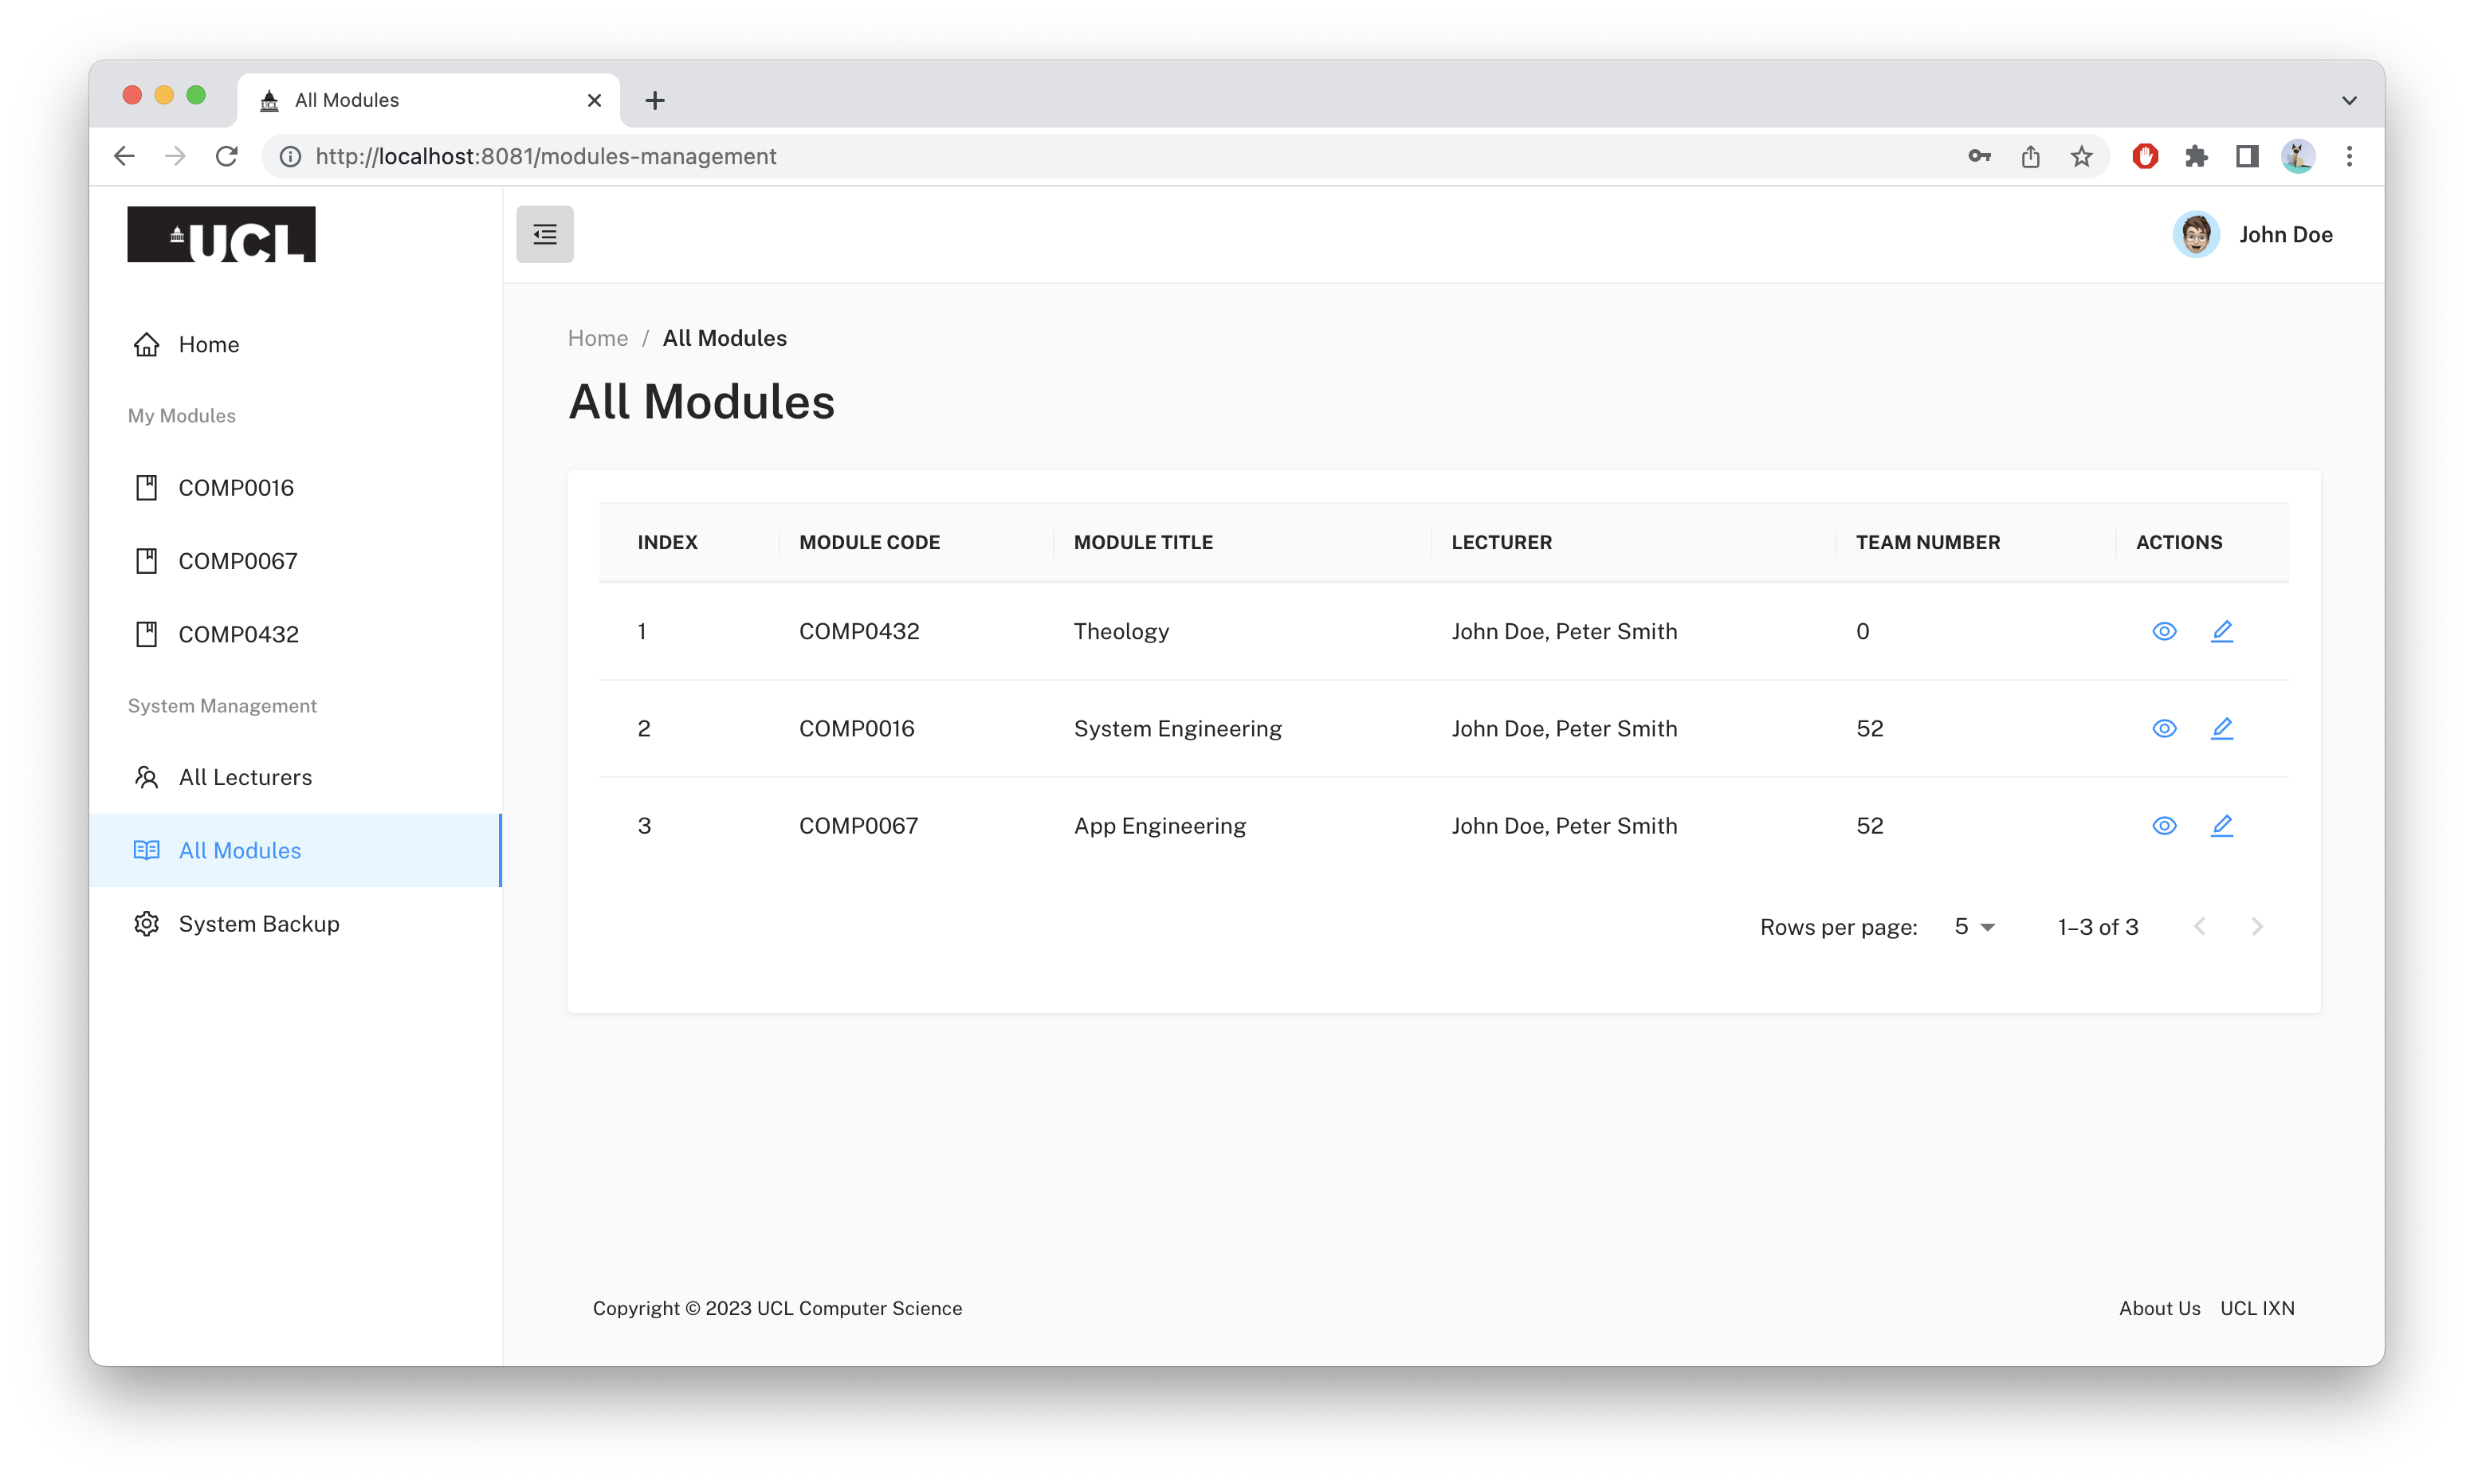 All Modules
http://localhost:8081/modules-management
UCL
John Doe
Home
My Modules
COMP0016
COMP0067
COMP0432
System Management
All Lecturers
All Modules
System Backup
Home / All Modules
All Modules
INDEX MODULE CODE MODULE TITLE LECTURER TEAM NUMBER ACTIONS
1 COMP0432 Theology John Doe, Peter Smith 0
2 COMP0016 System Engineering John Doe, Peter Smith 52
3 COMP0067 App Engineering John Doe, Peter Smith 52
Rows per page: 5 1–3 of 3
Copyright © 2023 UCL Computer Science About Us UCL IXN